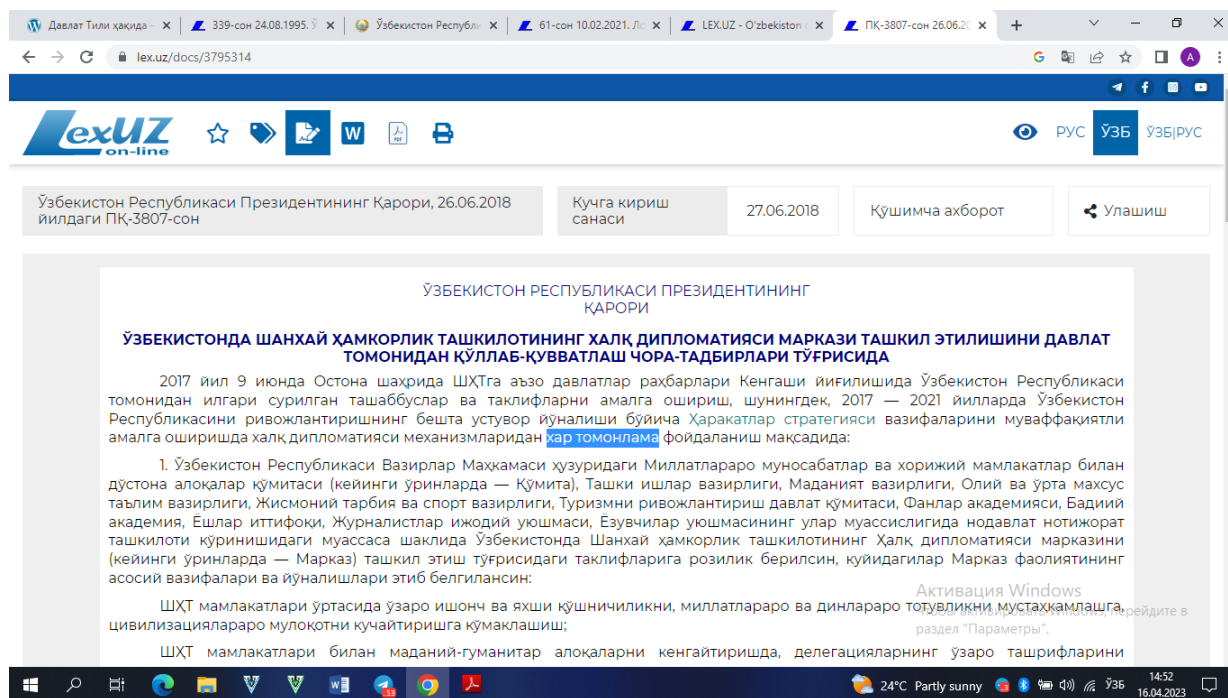 Давлат Тили ҳақида –
339-сон 24.08.1995. Ў
Ўзбекистон Республи
61-сон 10.02.2021. Ло
LEX.UZ - O'zbekiston
ПҚ-3807-сон 26.06.20
lex.uz/docs/3795314
LexUZ
on-line
РУС ЎЗБ ЎЗБ|РУС
Ўзбекистон Республикаси Президентининг Қарори, 26.06.2018
йилдаги ПҚ-3807-сон
Кучга кириш
санаси
27.06.2018
Қўшимча ахборот
Улашиш
ЎЗБЕКИСТОН РЕСПУБЛИКАСИ ПРЕЗИДЕНТИНИНГ
ҚАРОРИ
ЎЗБЕКИСТОНДА ШАНХАЙ ҲАМКОРЛИК ТАШКИЛОТИНИНГ ХАЛҚ ДИПЛОМАТИЯСИ МАРКАЗИ ТАШКИЛ ЭТИЛИШИНИ ДАВЛАТ
ТОМОНИДАН ҚЎЛЛАБ-ҚУВВАТЛАШ ЧОРА-ТАДБИРЛАРИ ТЎҒРИСИДА
2017 йил 9 июнда Остона шаҳрида ШҲТга аъзо давлатлар раҳбарлари Кенгаши йиғилишида Ўзбекистон Республикаси
томонидан илгари сурилган ташаббуслар ва таклифларни амалга ошириш, шунингдек, 2017 — 2021 йилларда Ўзбекистон
Республикасини ривожлантиришнинг бешта устувор йўналиши бўйича Ҳаракатлар стратегияси вазифаларини муваффақиятли
амалга оширишда халқ дипломатияси механизмларидан хар томонлама фойдаланиш мақсадида:
1. Ўзбекистон Республикаси Вазирлар Маҳкамаси ҳузуридаги Миллатлараро муносабатлар ва хорижий мамлакатлар билан
дўстона алоқалар қўмитаси (кейинги ўринларда — Қўмита), Ташқи ишлар вазирлиги, Маданият вазирлиги, Олий ва ўрта махсус
таълим вазирлиги, Жисмоний тарбия ва спорт вазирлиги, Туризмни ривожлантириш давлат қўмитаси, Фанлар академияси, Бадиий
академия, Ёшлар иттифоқи, Журналистлар ижодий уюшмаси, Ёзувчилар уюшмасининг улар муассислигида нодавлат нотижорат
ташкилоти кўринишидаги муассаса шаклида Ўзбекистонда Шанхай ҳамкорлик ташкилотининг Халқ дипломатияси марказини
(кейинги ўринларда — Марказ) ташкил этиш тўғрисидаги таклифларига розилик берилсин, қуйидагилар Марказ фаолиятининг
асосий вазифалари ва йўналишлари этиб белгилансин:
ШҲТ мамлакатлари ўртасида ўзаро ишонч ва яхши қўшничиликни, миллатлараро ва динлараро тотувликни мустаҳкамлашга,
цивилизациялараро мулоқотни кучайтиришга кўмаклашиш;
ШҲТ мамлакатлари билан маданий-гуманитар алоқаларни кенгайтиришда, делегацияларнинг ўзаро ташрифларини
Активация Windows
Чтобы активировать Windows, перейдите в
раздел "Параметры".
24°C Partly sunny
ЎЗБ
14:52
16.04.2023